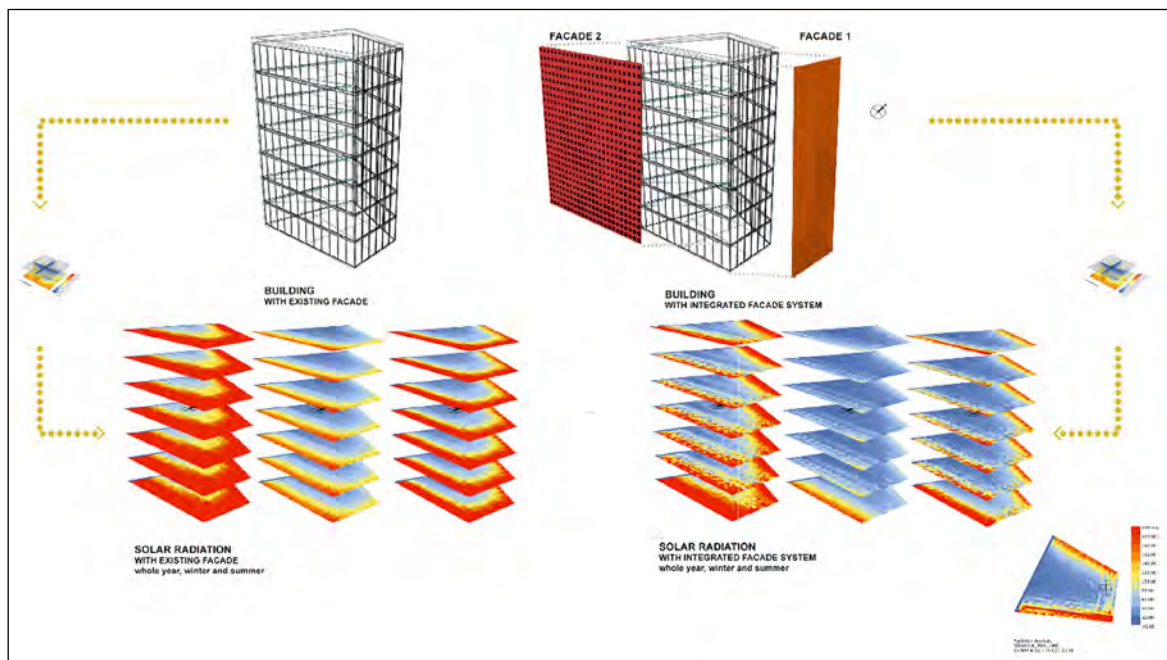 FACADE 2
FACADE 1
BUILDING
WITH EXISTING FACADE
BUILDING
WITH INTEGRATED FACADE SYSTEM
SOLAR RADIATION
WITH EXISTING FACADE
whole year, winter and summer
SOLAR RADIATION
WITH INTEGRATED FACADE SYSTEM
whole year, winter and summer